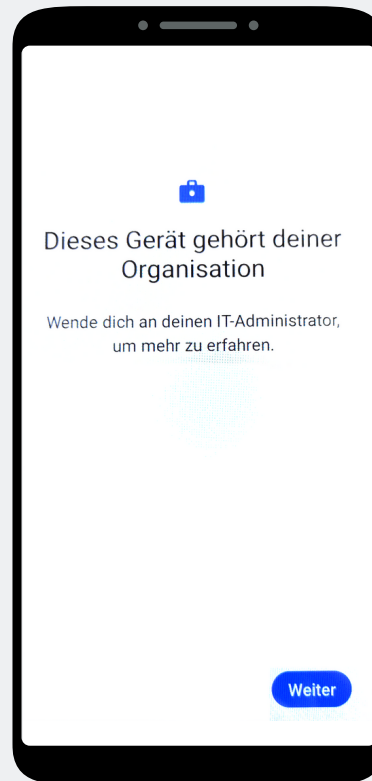 Dieses Gerät gehört deiner
Organisation
Wende dich an deinen IT-Administrator,
um mehr zu erfahren.
Weiter